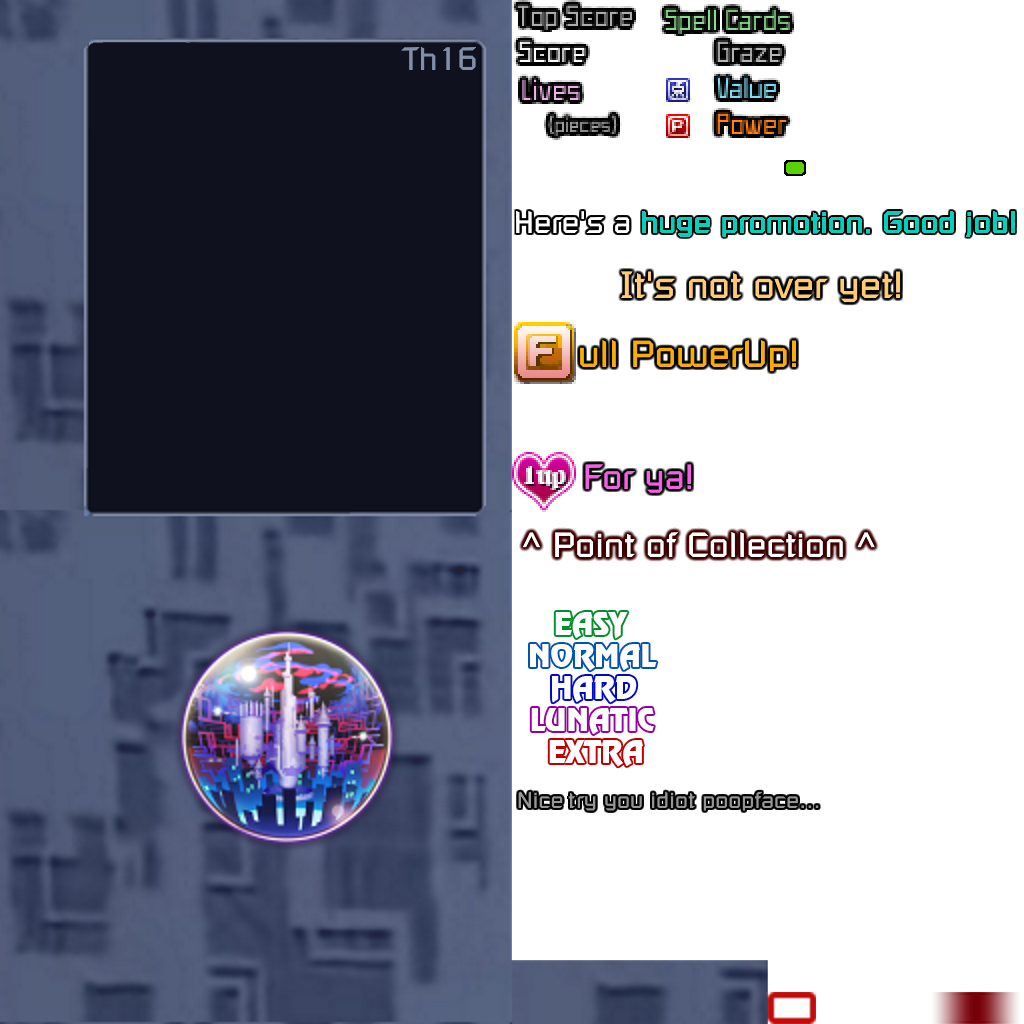 Th16
Top Score
Spell Cards
Score
Graze
Lives
Value
(pieces)
P Power
Here's a huge promotion. Good job!
It's not over yet!
Full PowerUp!
1up For ya!
^ Point of Collection ^
EASY
NORMAL
HARD
LUNATIC
EXTRA
Nice try you idiot poopface...